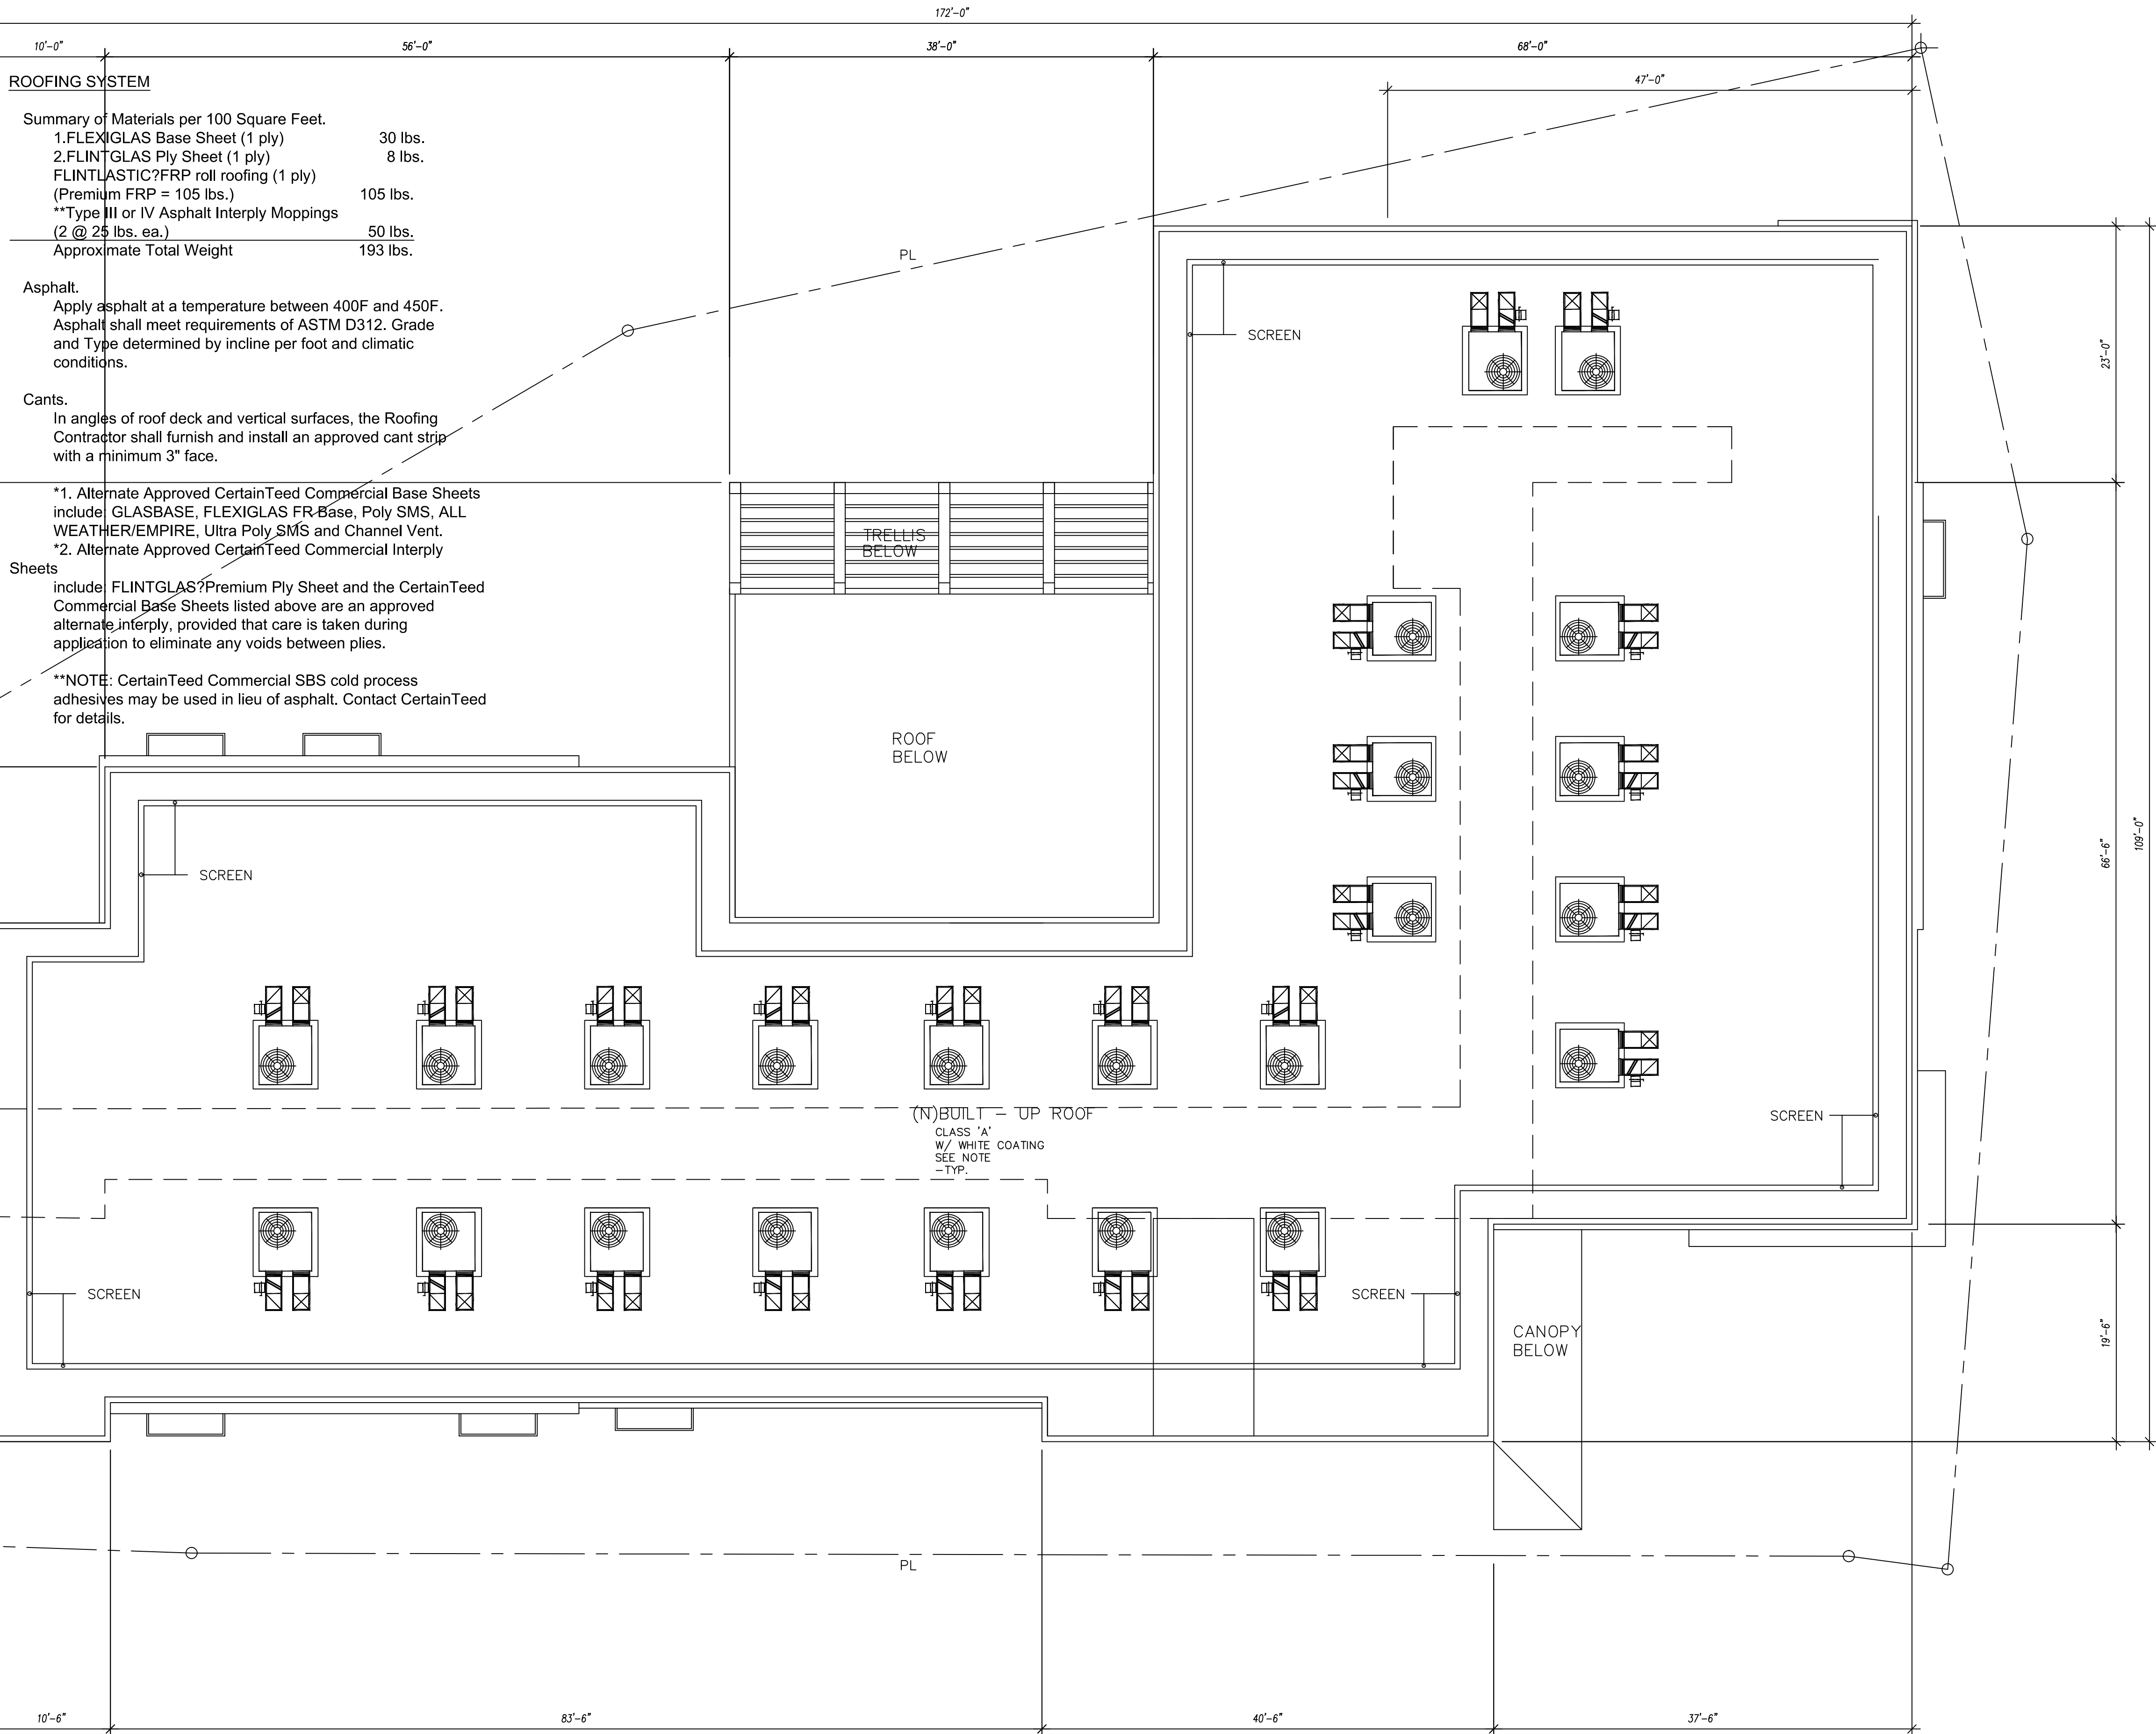 172'-0"
10'-0"
56'-0"
38'-0"
68'-0"
47'-0"
ROOFING SYSTEM
Summary of Materials per 100 Square Feet.
1.FLEXIGLAS Base Sheet (1 ply) 30 lbs.
2.FLINTGLAS Ply Sheet (1 ply) 8 lbs.
FLINTLASTIC?FRP roll roofing (1 ply)
(Premium FRP = 105 lbs.) 105 lbs.
**Type III or IV Asphalt Interply Moppings
(2 @ 25 lbs. ea.) 50 lbs.
Approximate Total Weight 193 lbs.
Asphalt.
Apply asphalt at a temperature between 400F and 450F.
Asphalt shall meet requirements of ASTM D312. Grade
and Type determined by incline per foot and climatic
conditions.
Cants.
In angles of roof deck and vertical surfaces, the Roofing
Contractor shall furnish and install an approved cant strip
with a minimum 3" face.
*1. Alternate Approved CertainTeed Commercial Base Sheets
include: GLASBASE, FLEXIGLAS FR Base, Poly SMS, ALL
WEATHER/EMPIRE, Ultra Poly SMS and Channel Vent.
*2. Alternate Approved CertainTeed Commercial Interply
Sheets
include: FLINTGLAS?Premium Ply Sheet and the CertainTeed
Commercial Base Sheets listed above are an approved
alternate interply, provided that care is taken during
application to eliminate any voids between plies.
**NOTE: CertainTeed Commercial SBS cold process
adhesives may be used in lieu of asphalt. Contact CertainTeed
for details.
PL
SCREEN
23'-0"
TRELLIS
BELOW
ROOF
BELOW
SCREEN
66'-6"
109'-0"
(N)BUILT - UP ROOF
CLASS 'A'
W/ WHITE COATING
SEE NOTE
-TYP.
SCREEN
SCREEN
SCREEN
CANOPY
BELOW
19'-6"
PL
10'-6"
83'-6"
40'-6"
37'-6"